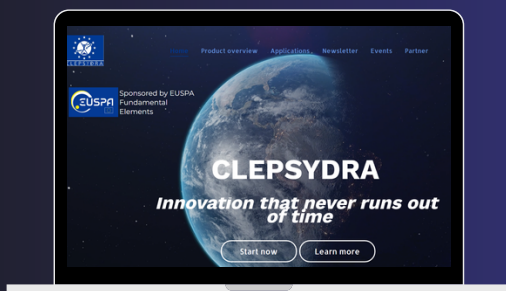 CLEPSYDRA
Home Product overview Applications Newsletter Events Partner
EUSPA
Sponsored by EUSPA
Fundamental
Elements
CLEPSYDRA
Innovation that never runs out
of time
Start now Learn more